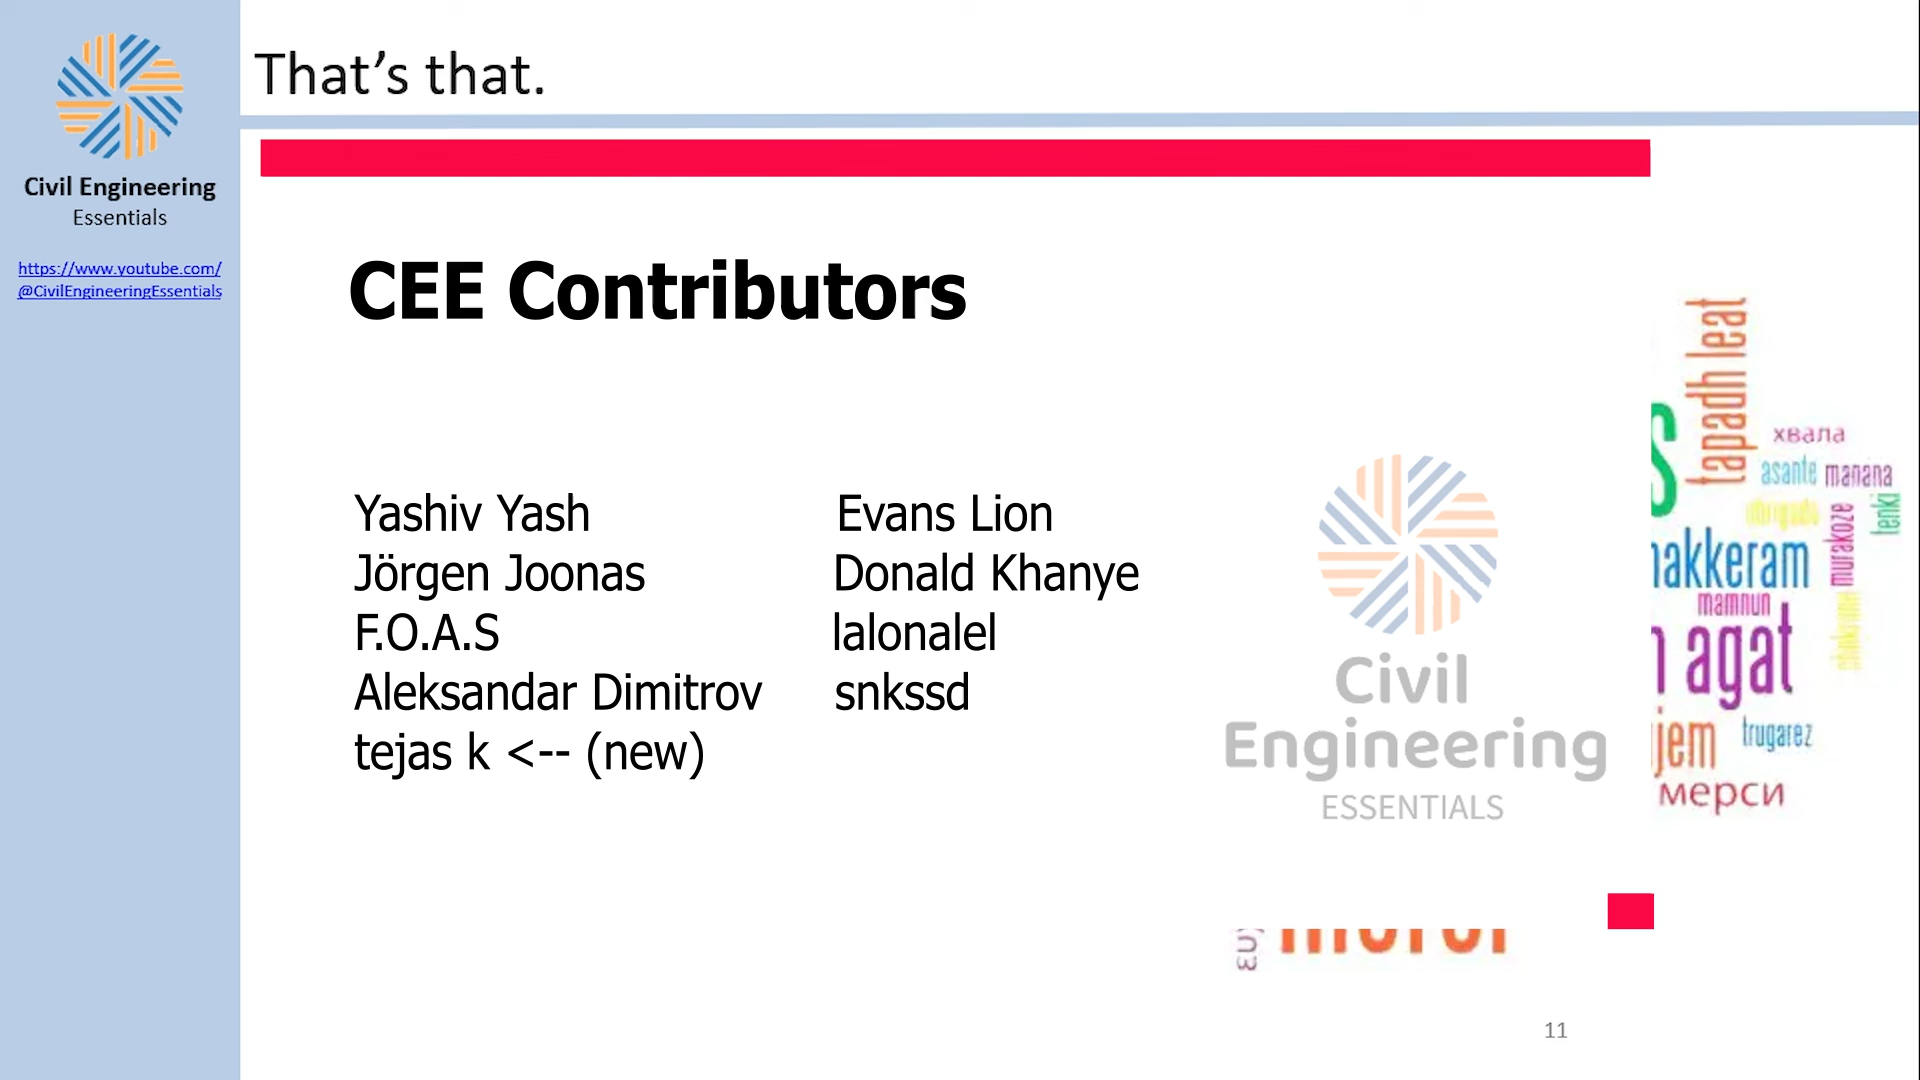 That's that.
Civil Engineering
Essentials
https://www.youtube.com/
@CivilEngineeringEssentials
CEE Contributors
Yashiv Yash
Jörgen Joonas
F.O.A.S
Aleksandar Dimitrov
tejas k <-- (new)
Evans Lion
Donald Khanye
lalonalel
snkssd
Civil
Engineering
ESSENTIALS
tapadh leat
хвала
asante
manana
tenki
murakoze
mamnun
agat
trugarez
мерси
11